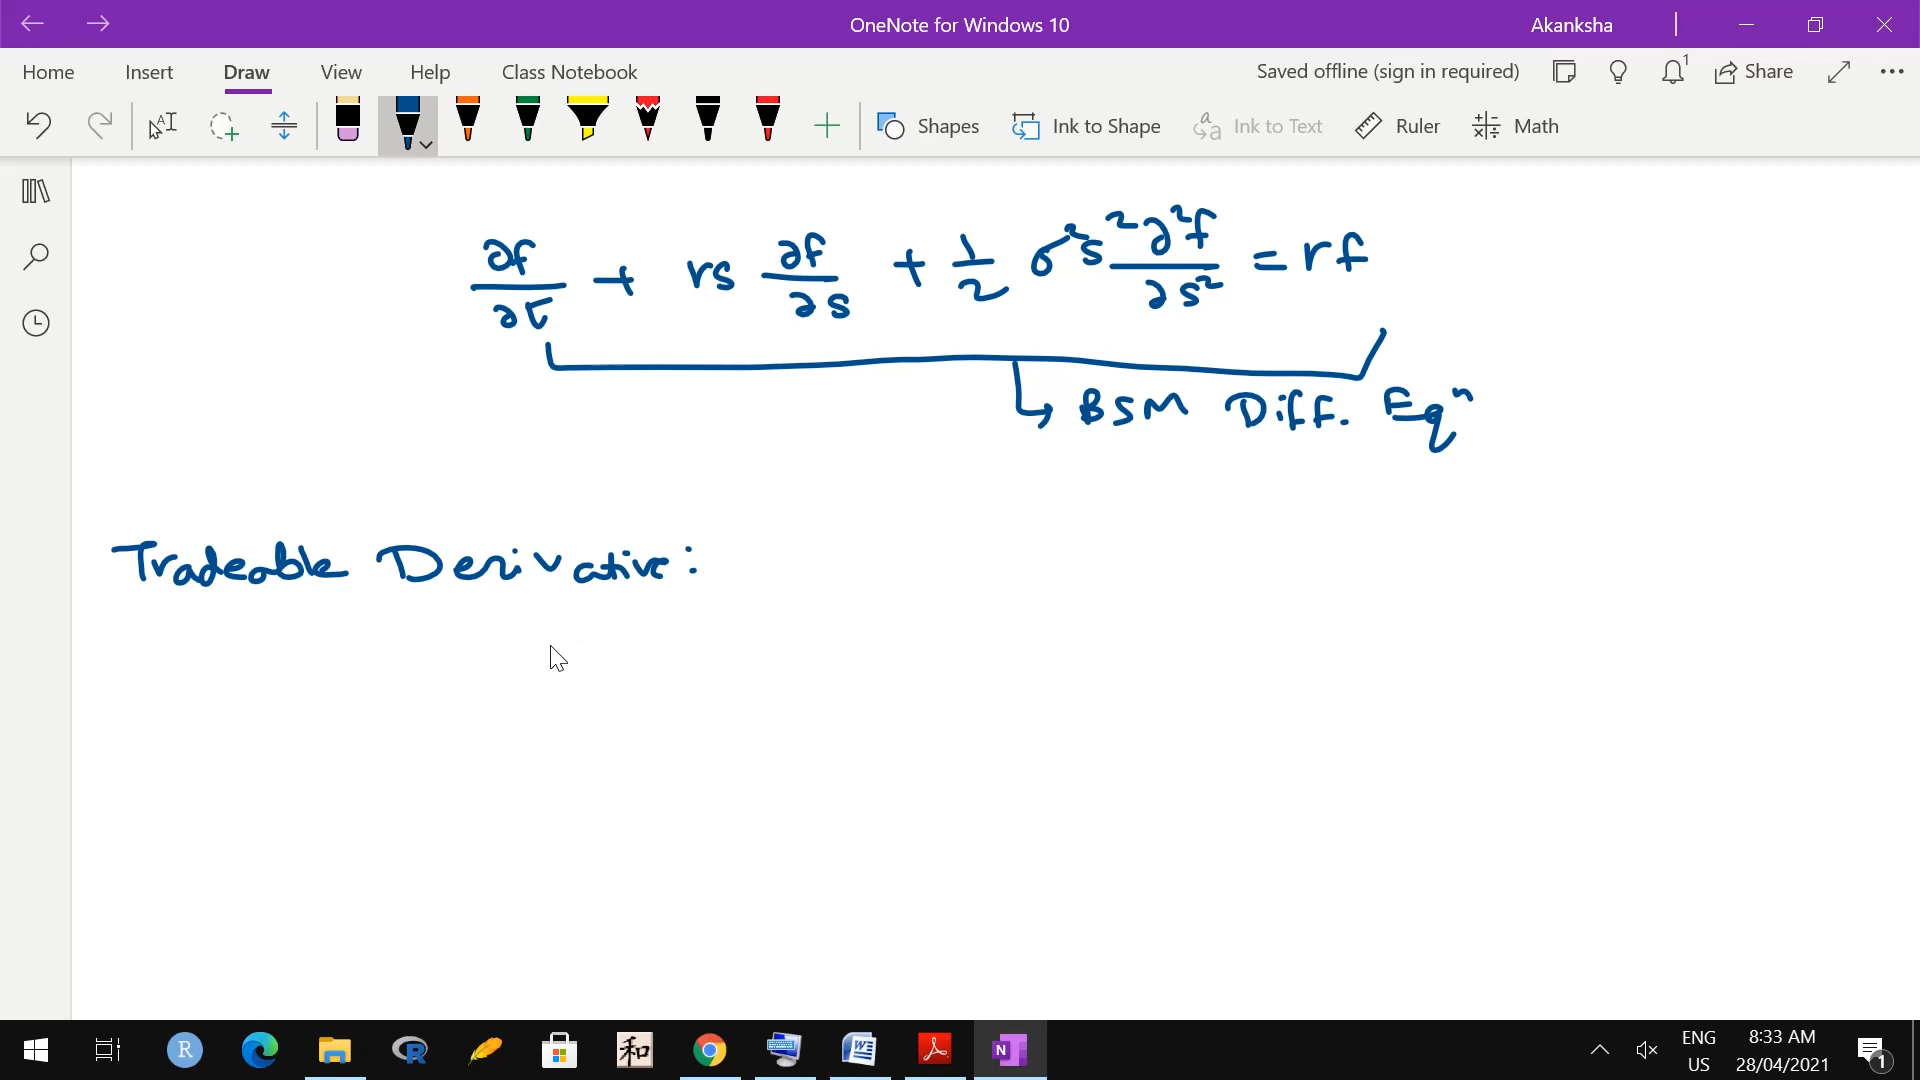 OneNote for Windows 10
Akanksha
Home Insert Draw View Help Class Notebook
Saved offline (sign in required) 1 Share
Shapes Ink to Shape Ink to Text Ruler Math
∂f/∂t + rs ∂f/∂s + 1/2 σ²s² ∂²f/∂s² = rf
↳ BSM Diff. Eqⁿ
Tradeable Derivative:
ENG 8:33 AM
US 28/04/2021 1